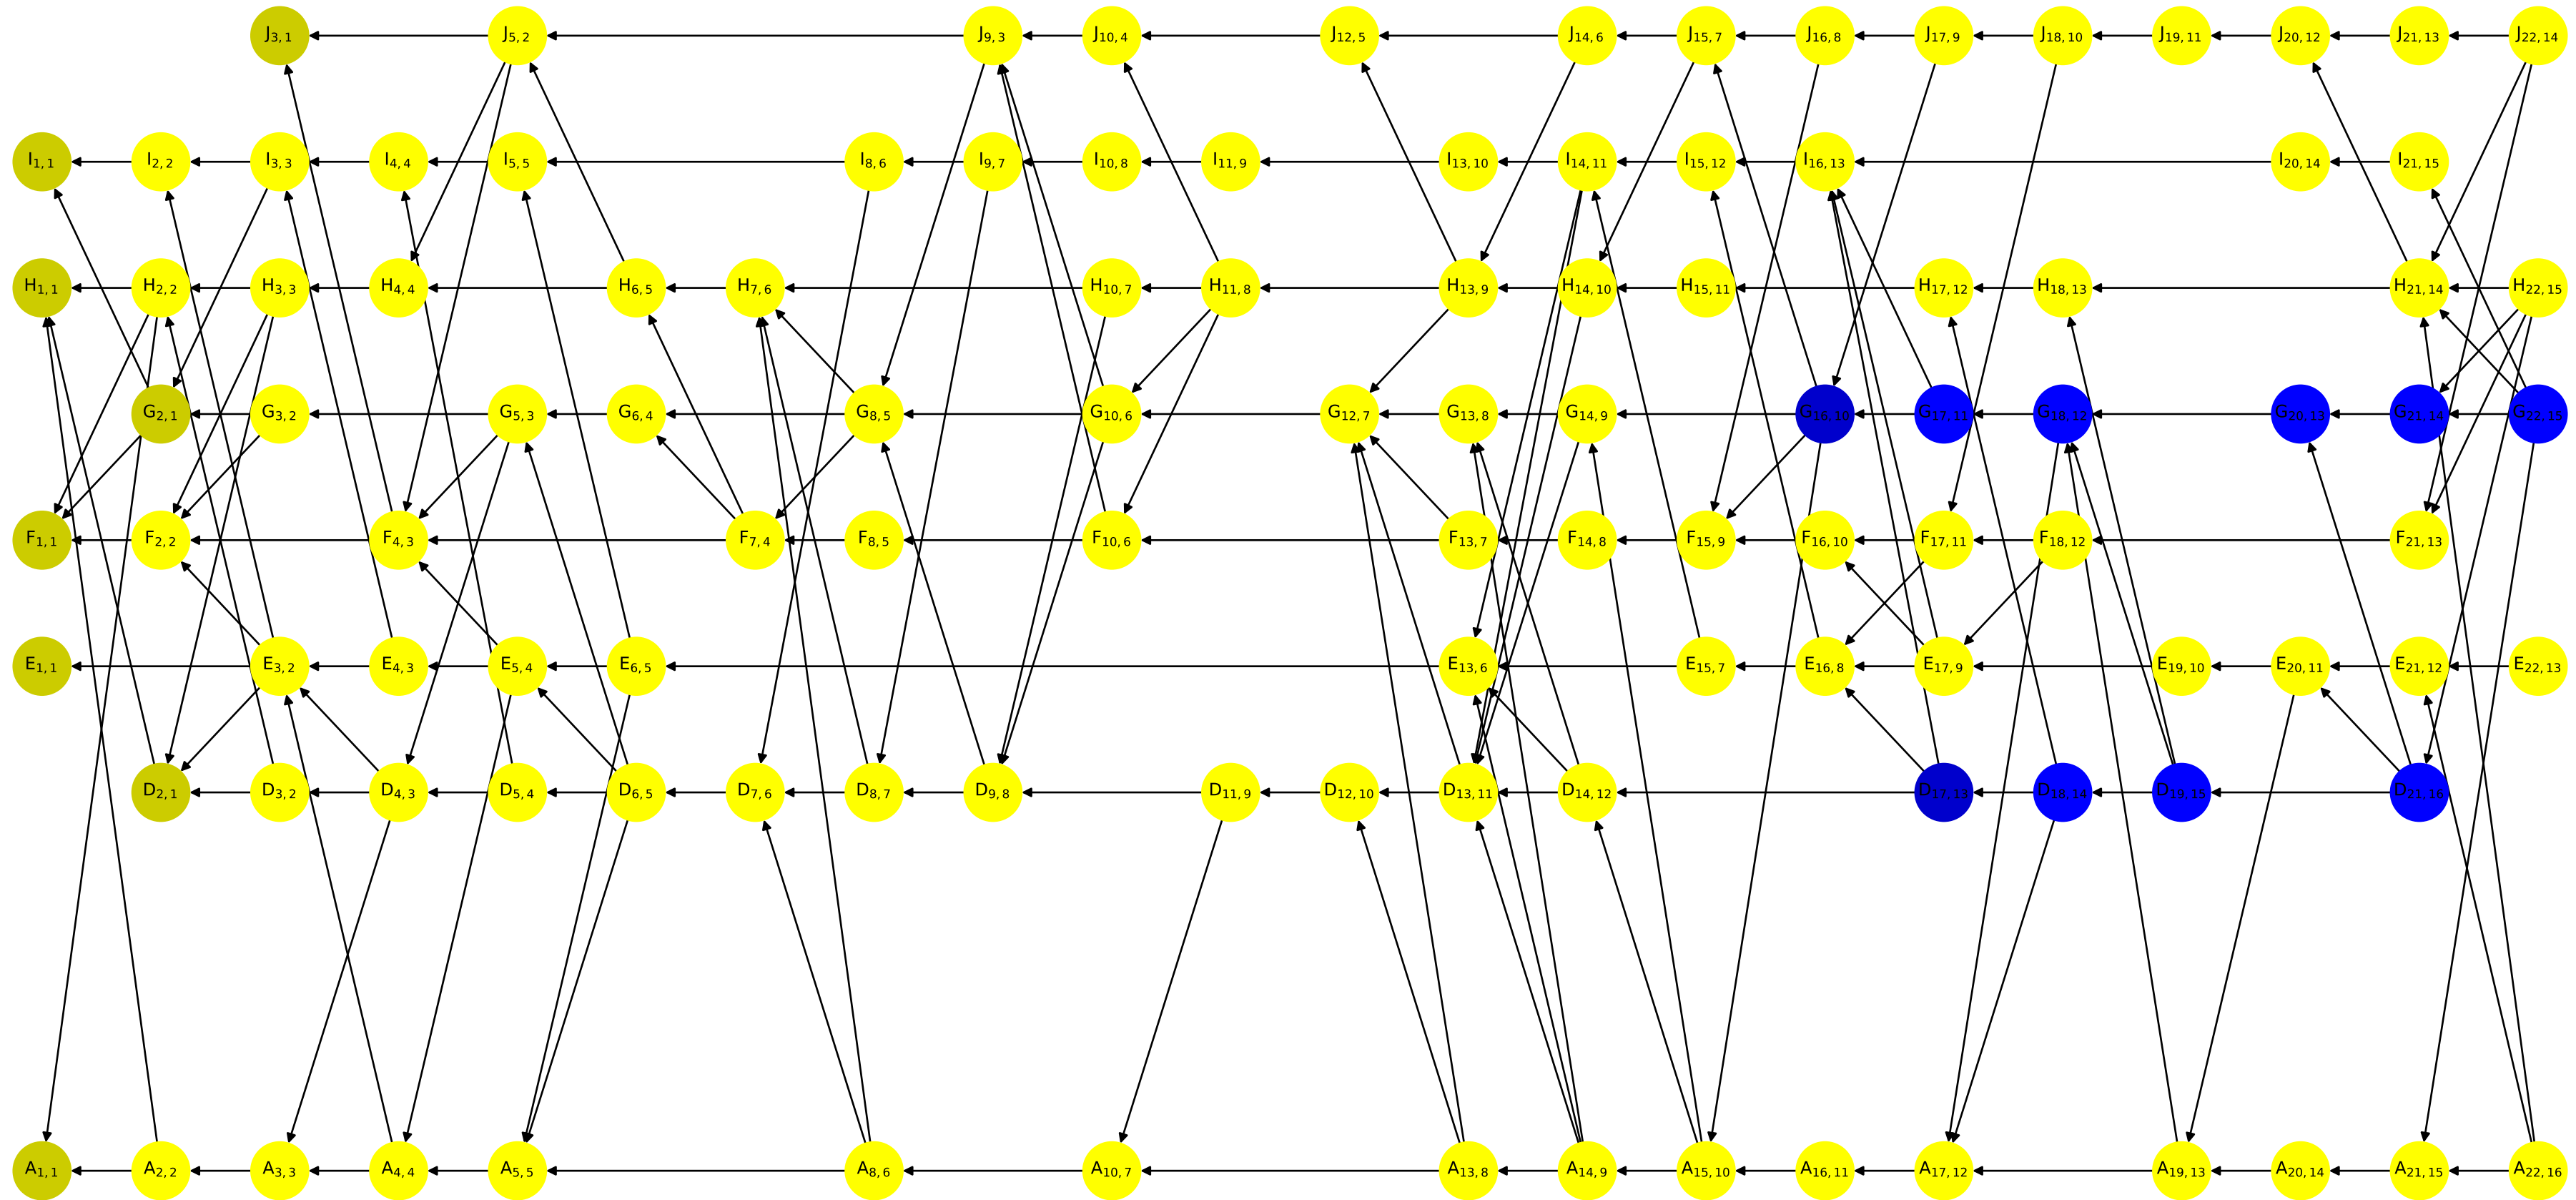 J3,1 J5,2 J9,3 J10,4 J12,5 J14,6 J15,7 J16,8 J17,9 J18,10 J19,11 J20,12 J21,13 J22,14
I1,1 I2,2 I3,3 I4,4 I5,5 I8,6 I9,7 I10,8 I11,9 I13,10 I14,11 I15,12 I16,13 I20,14 I21,15
H1,1 H2,2 H3,3 H4,4 H6,5 H7,6 H10,7 H11,8 H13,9 H14,10 H15,11 H17,12 H18,13 H21,14 H22,15
G2,1 G3,2 G5,3 G6,4 G8,5 G10,6 G12,7 G13,8 G14,9 G16,10 G17,11 G18,12 G20,13 G21,14 G22,15
F1,1 F2,2 F4,3 F7,4 F8,5 F10,6 F13,7 F14,8 F15,9 F16,10 F17,11 F18,12 F21,13
E1,1 E3,2 E4,3 E5,4 E6,5 E13,6 E15,7 E16,8 E17,9 E19,10 E20,11 E21,12 E22,13
D2,1 D3,2 D4,3 D5,4 D6,5 D7,6 D8,7 D9,8 D11,9 D12,10 D13,11 D14,12 D17,13 D18,14 D19,15 D21,16
A1,1 A2,2 A3,3 A4,4 A5,5 A8,6 A10,7 A13,8 A14,9 A15,10 A16,11 A17,12 A19,13 A20,14 A21,15 A22,16